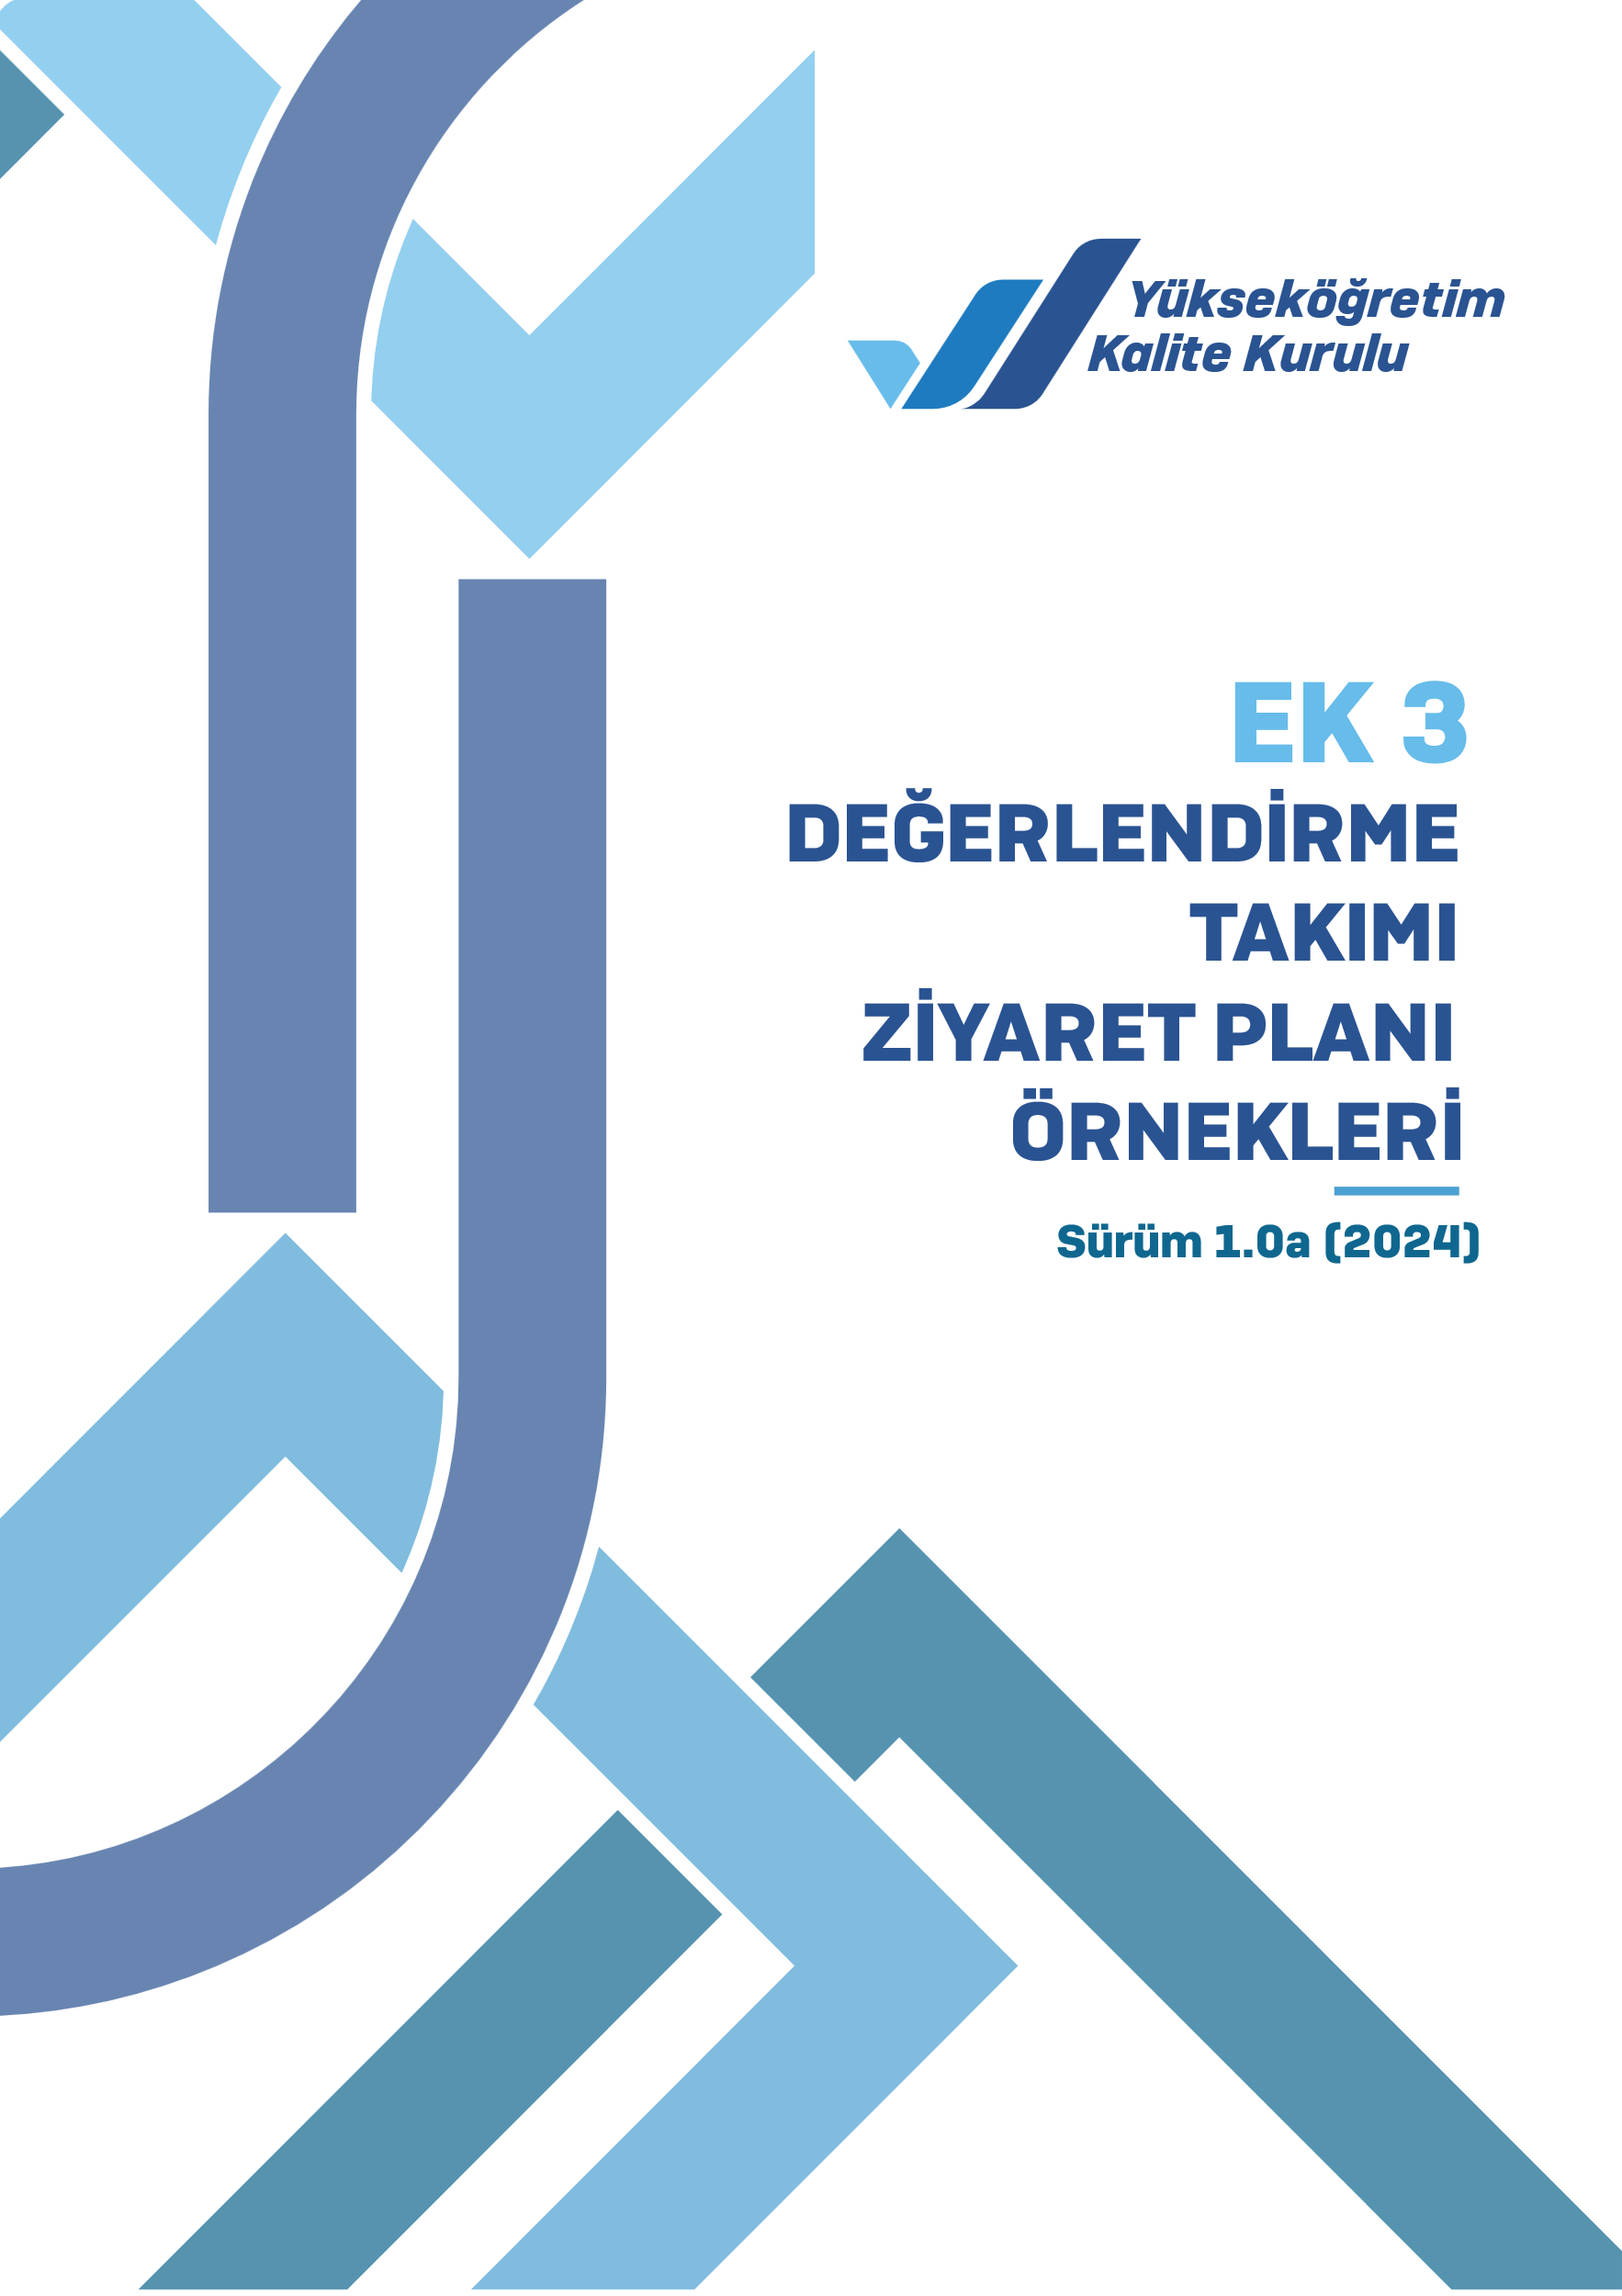 Yükseköğretim
Kalite Kurulu
EK 3
DEĞERLENDİRME
TAKIMI
ZİYARET PLANI
ÖRNEKLERİ
Sürüm 1.0a (2024)